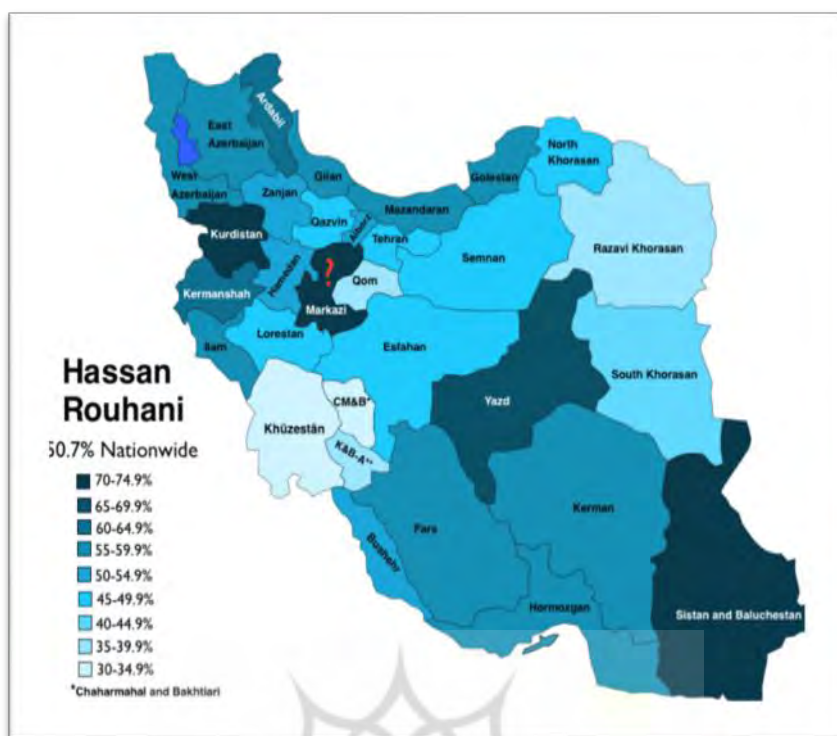 Ardabil
East
Azerbaijan
West
Azerbaijan
Gilan
Zanjan
Golestan
North
Khorasan
Mazandaran
Qazvin
Alborz
Tehran
Kurdistan
Semnan
Razavi Khorasan
Hamedan
?
Qom
Kermanshah
Markazi
Lorestan
Ilam
Esfahan
South Khorasan
Hassan
Rouhani
CM&B*
Yazd
Khūzestān
K&B-A**
50.7% Nationwide
70-74.9%
65-69.9%
60-64.9%
55-59.9%
50-54.9%
45-49.9%
40-44.9%
35-39.9%
30-34.9%
Kerman
Fars
Bushehr
Hormozgan
Sistan and Baluchestan
*Chaharmahal and Bakhtiari